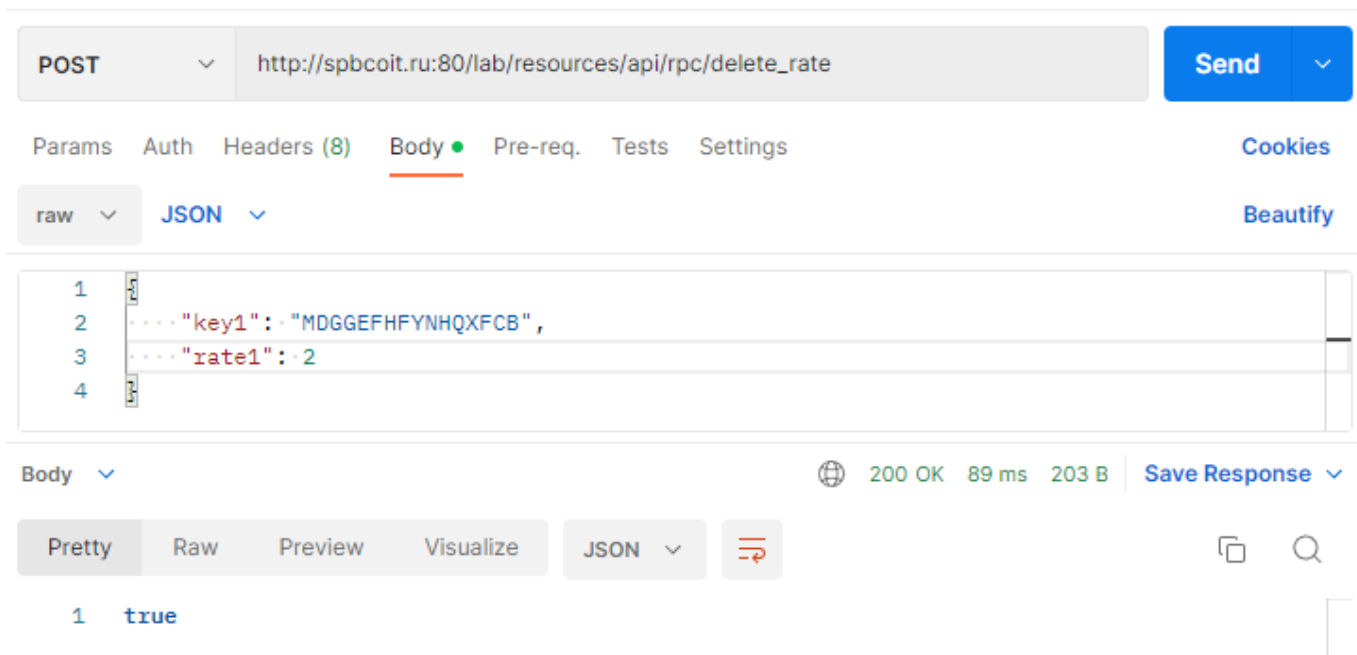 POST http://spbcoit.ru:80/lab/resources/api/rpc/delete_rate Send
Params Auth Headers (8) Body Pre-req. Tests Settings Cookies
raw JSON Beautify
1 {
2 "key1": "MDGGEFHFYNHQXFCB",
3 "rate1": 2
4 }
Body 200 OK 89 ms 203 B Save Response
Pretty Raw Preview Visualize JSON
1 true